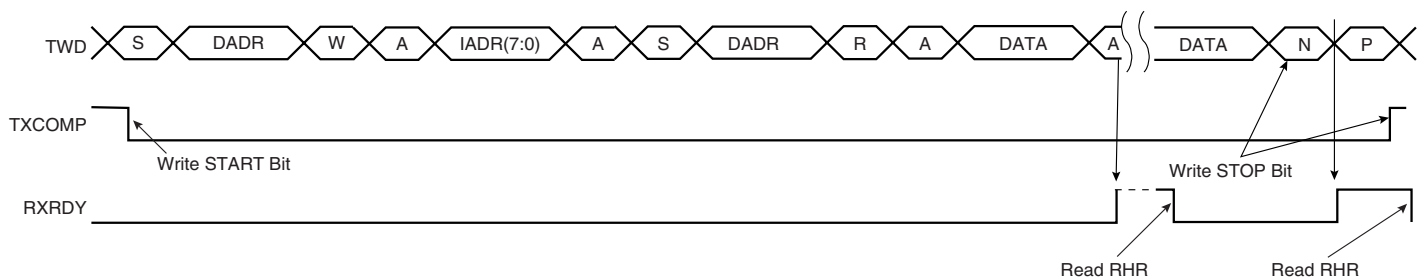 TWD S DADR W A IADR(7:0) A S DADR R A DATA A DATA N P
TXCOMP
Write START Bit
Write STOP Bit
RXRDY
Read RHR Read RHR